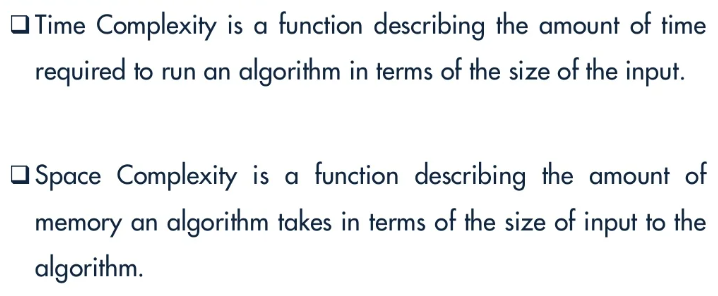 ❑ Time Complexity is a function describing the amount of time
required to run an algorithm in terms of the size of the input.
❑ Space Complexity is a function describing the amount of
memory an algorithm takes in terms of the size of input to the
algorithm.